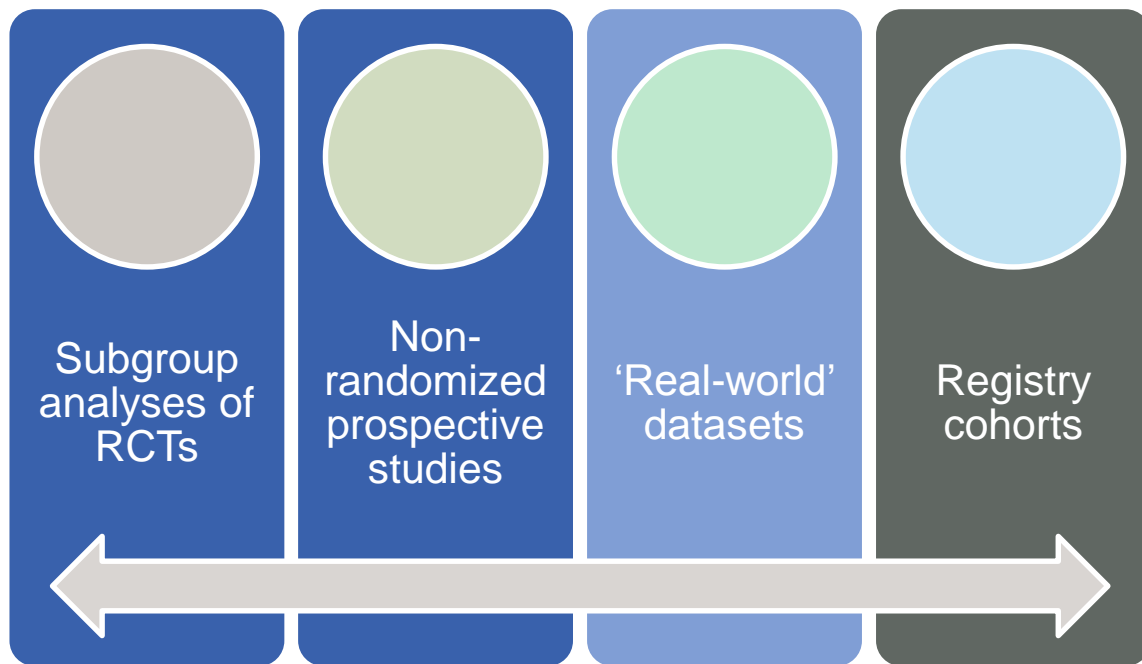 Subgroup
analyses of
RCTs
Non-
randomized
prospective
studies
‘Real-world’
datasets
Registry
cohorts